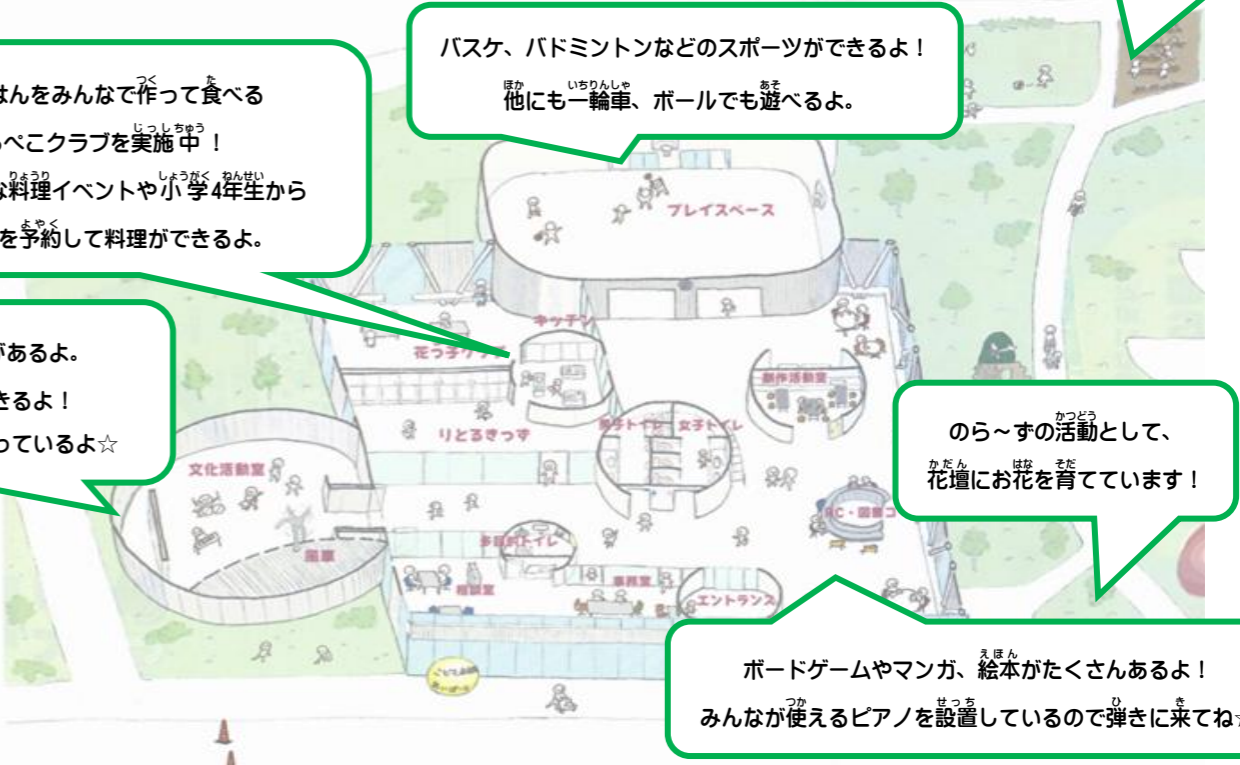 バスケ、バドミントンなどのスポーツができるよ！
他にも一輪車、ボールでも遊べるよ。
はんをみんなで作って食べる
ぺこクラブを実施中！
な料理イベントや小学4年生から
を予約して料理ができるよ。
があるよ。
きるよ！
っているよ☆
のら～ずの活動として、
花壇にお花を育てています！
ボードゲームやマンガ、絵本がたくさんあるよ！
みんなが使えるピアノを設置しているので弾きに来てね☆
プレイスペース
キッチン
花っ子クラブ
創作活動室
りとるきっず
男子トイレ
女子トイレ
文化活動室
多目的トイレ
相談室
事務室
エントランス